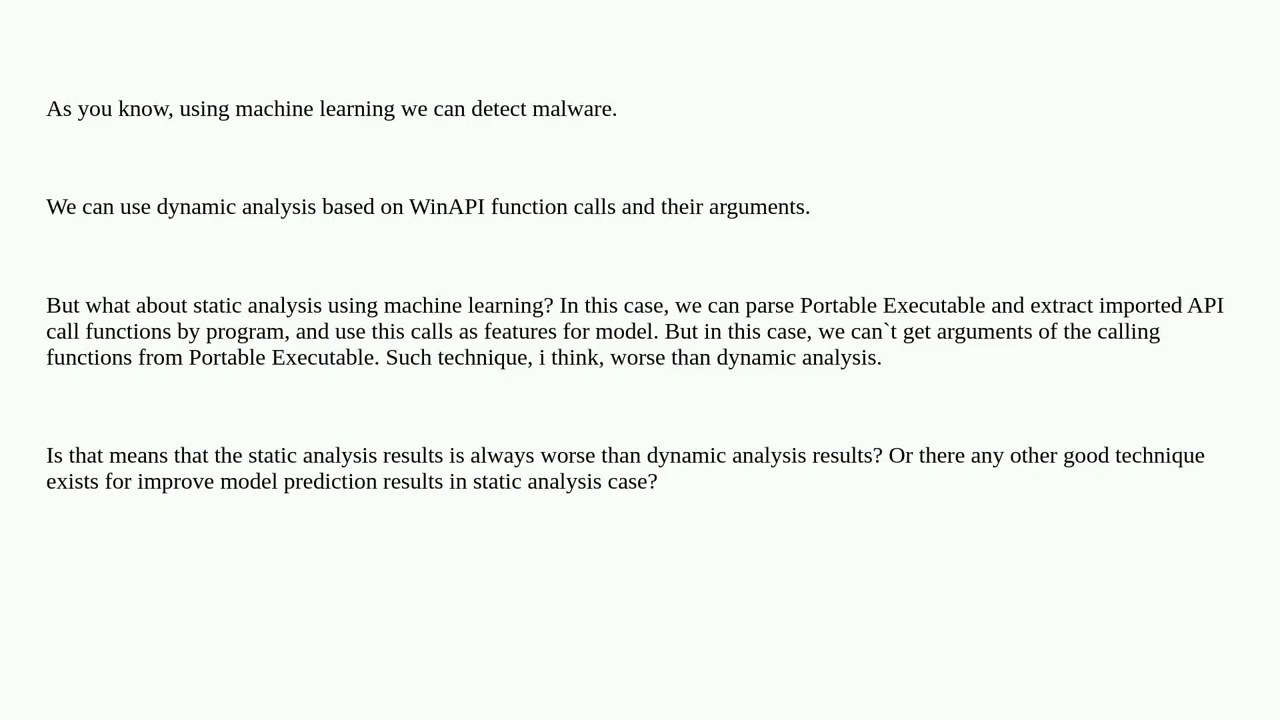 As you know, using machine learning we can detect malware.
We can use dynamic analysis based on WinAPI function calls and their arguments.
But what about static analysis using machine learning? In this case, we can parse Portable Executable and extract imported API
call functions by program, and use this calls as features for model. But in this case, we can`t get arguments of the calling
functions from Portable Executable. Such technique, i think, worse than dynamic analysis.
Is that means that the static analysis results is always worse than dynamic analysis results? Or there any other good technique
exists for improve model prediction results in static analysis case?